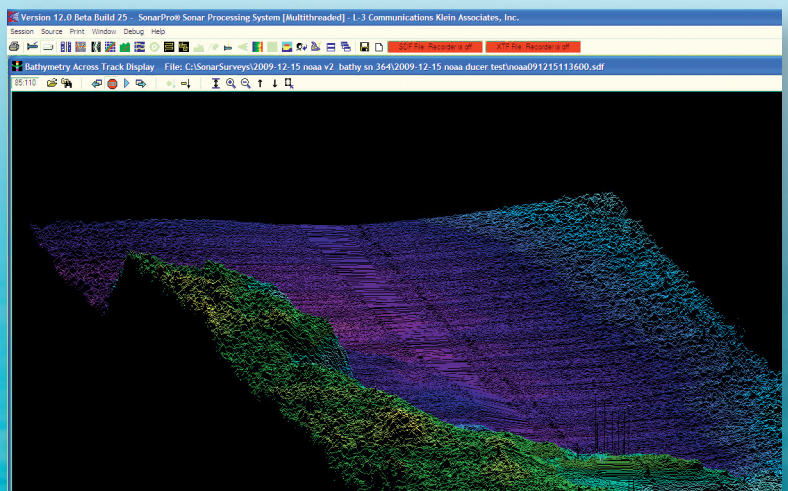 Version 12.0 Beta Build 25 - SonarPro® Sonar Processing System [Multithreaded] - L-3 Communications Klein Associates, Inc.
Session Source Print Window Debug Help
SDF File Recorder is off XTF File Recorder is off
Bathymetry Across Track Display File: C:\SonarSurveys\2009-12-15 noaa v2 bathy sn 364\2009-12-15 noaa ducer test\noaa091215113600.sdf
85:110